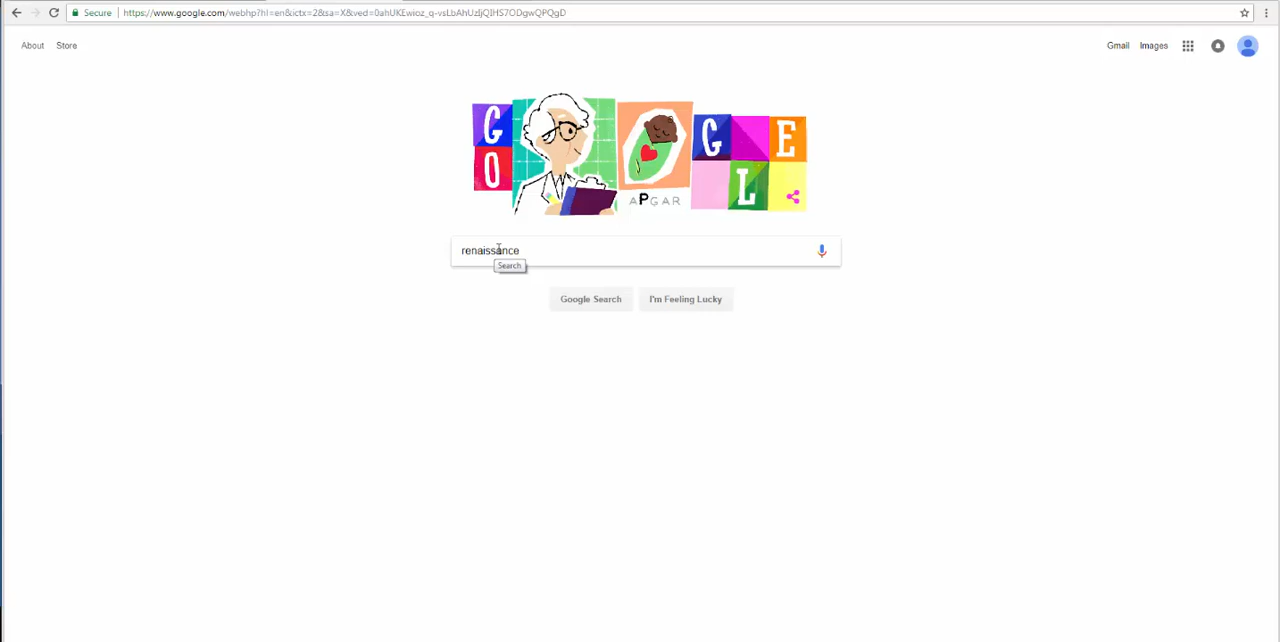 Secure https://www.google.com/webhp?hl=en&ictx=2&sa=X&ved=0ahUKEwioz_q-vsLbAhUzIjQIHS7ODgwQPQgD
About Store Gmail Images
G O G E
O L
APGAR
renaissance
Search
Google Search I'm Feeling Lucky